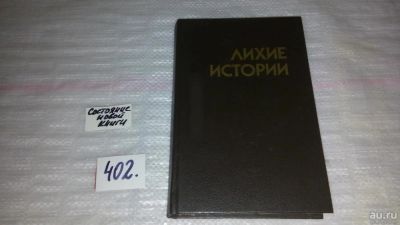 ЛИХИЕ
ИСТОРИИ
Состояние
новой
книги
402.
au.ru